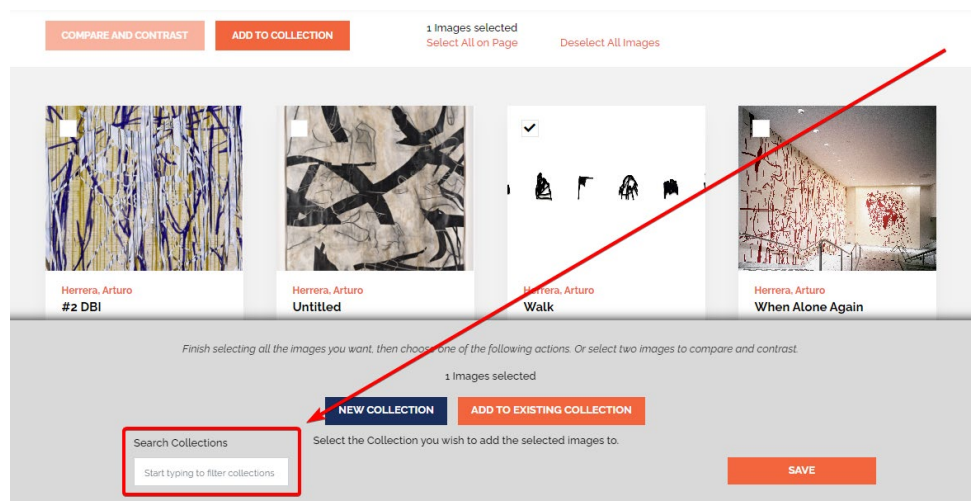 COMPARE AND CONTRAST
ADD TO COLLECTION
1 Images selected
Select All on Page
Deselect All Images
Herrera, Arturo
#2 DBI
Herrera, Arturo
Untitled
Herrera, Arturo
Walk
Herrera, Arturo
When Alone Again
Finish selecting all the images you want, then choose one of the following actions. Or select two images to compare and contrast.
1 Images selected
NEW COLLECTION
ADD TO EXISTING COLLECTION
Search Collections
Select the Collection you wish to add the selected images to.
Start typing to filter collections
SAVE